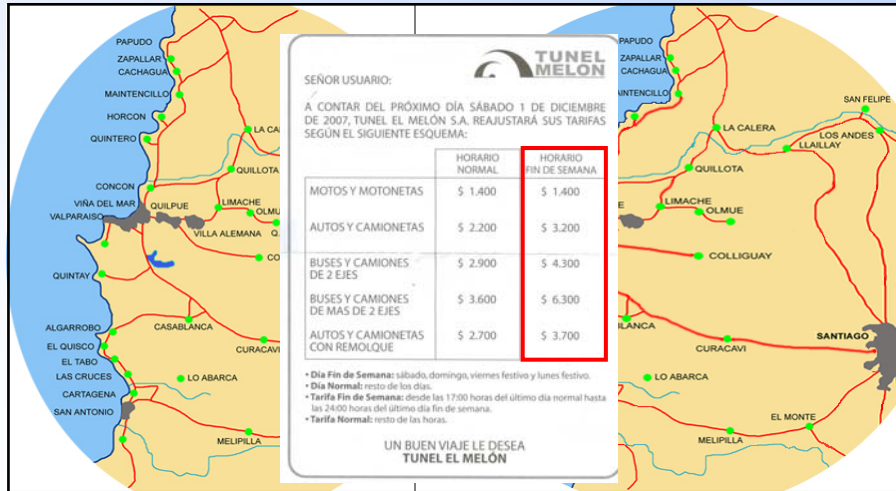 PAPUDO
ZAPALLAR
CACHAGUA
MAINTENCILLO
HORCON
QUINTERO
LA CA
QUILLOTA
CONCON
VIÑA DEL MAR
QUILPUE
LIMACHE
VALPARAISO
OLMU
VILLA ALEMANA
Q.
CO
QUINTAY
ALGARROBO
CASABLANCA
EL QUISCO
CURACA
EL TABO
LAS CRUCES
LO ABARCA
CARTAGENA
SAN ANTONIO
MELIPILLA
TUNEL
MELON
SEÑOR USUARIO:
A CONTAR DEL PRÓXIMO DÍA SÁBADO 1 DE DICIEMBRE
DE 2007, TUNEL EL MELÓN S.A. REAJUSTARÁ SUS TARIFAS
SEGÚN EL SIGUIENTE ESQUEMA:
HORARIO NORMAL HORARIO FIN DE SEMANA
MOTOS Y MOTONETAS $ 1.400 $ 1.400
AUTOS Y CAMIONETAS $ 2.200 $ 3.200
BUSES Y CAMIONES DE 2 EJES $ 2.900 $ 4.300
BUSES Y CAMIONES DE MAS DE 2 EJES $ 3.600 $ 6.300
AUTOS Y CAMIONETAS CON REMOLQUE $ 2.700 $ 3.700
• Día Fin de Semana: sábado, domingo, viernes festivo y lunes festivo.
• Día Normal: resto de los días.
• Tarifa Fin de Semana: desde las 17:00 horas del último día normal hasta
las 24:00 horas del último día fin de semana.
• Tarifa Normal: resto de las horas.
UN BUEN VIAJE LE DESEA
TUNEL EL MELÓN
PAPUDO
ZAPALLAR
CACHAGUA
INTENCILLO
SAN FELIPE
LA CALERA
LOS ANDES
LLAILLAY
QUILLOTA
LIMACHE
OLMUE
COLLIGUAY
LANCA
SANTIAGO
CURACAVI
LO ABARCA
EL MONTE
MELIPILLA